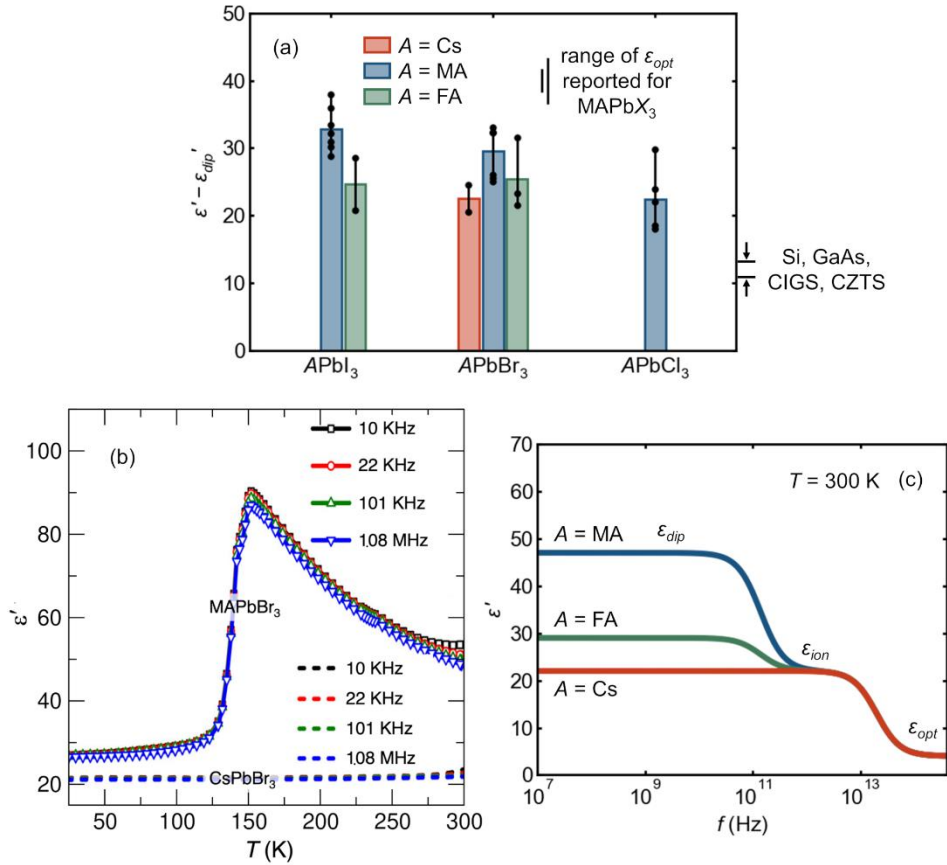 (a)
A = Cs
A = MA
A = FA
range of εopt
reported for
MAPbX3
50
40
30
20
10
0
ε' – εdip'
APbI3
APbBr3
APbCl3
Si, GaAs,
CIGS, CZTS
(b)
10 KHz
22 KHz
101 KHz
1.08 MHz
MAPbBr3
10 KHz
22 KHz
101 KHz
1.08 MHz
CsPbBr3
100
80
60
40
20
ε'
50
100
150
200
250
300
T (K)
T = 300 K
(c)
A = MA
εdip
A = FA
εion
A = Cs
εopt
70
60
50
40
30
20
10
0
ε'
10^7
10^9
10^11
10^13
f (Hz)